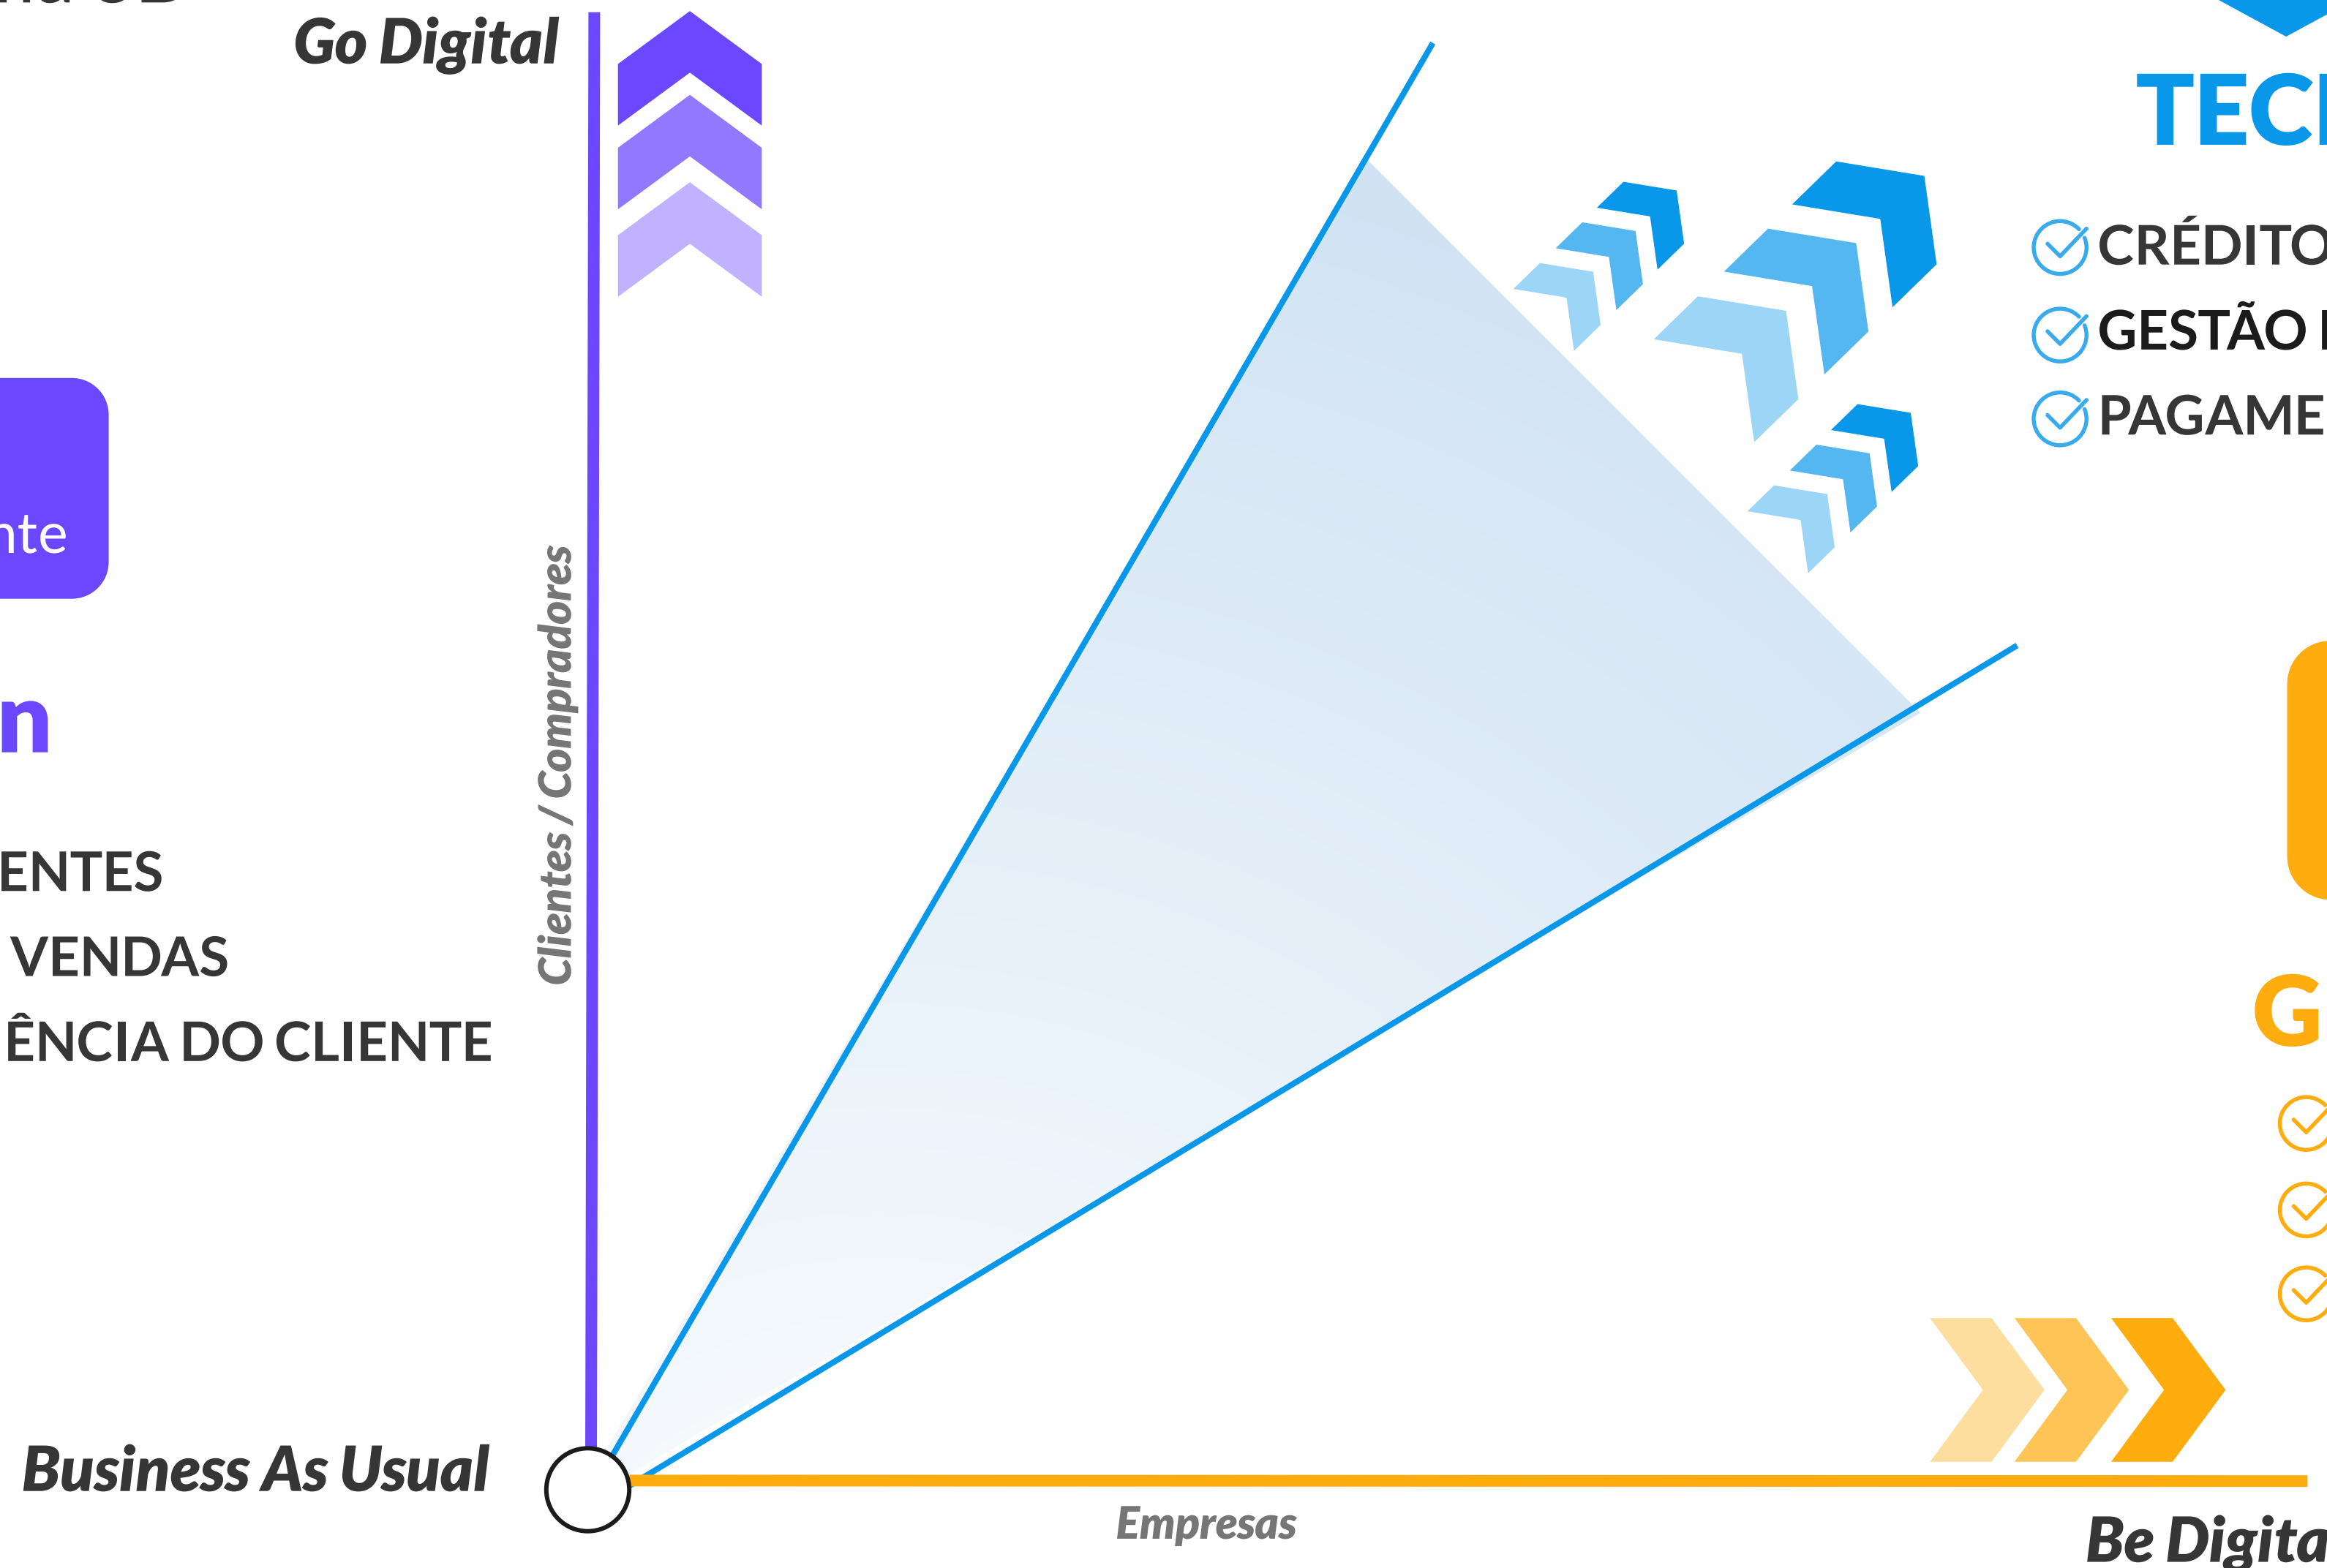 Go Digital
TEC
CRÉDITO
GESTÃO
PAGAME
nte
n
Clientes / Compradores
ENTES
VENDAS
ÊNCIA DO CLIENTE
G
Business As Usual
Empresas
Be Digita